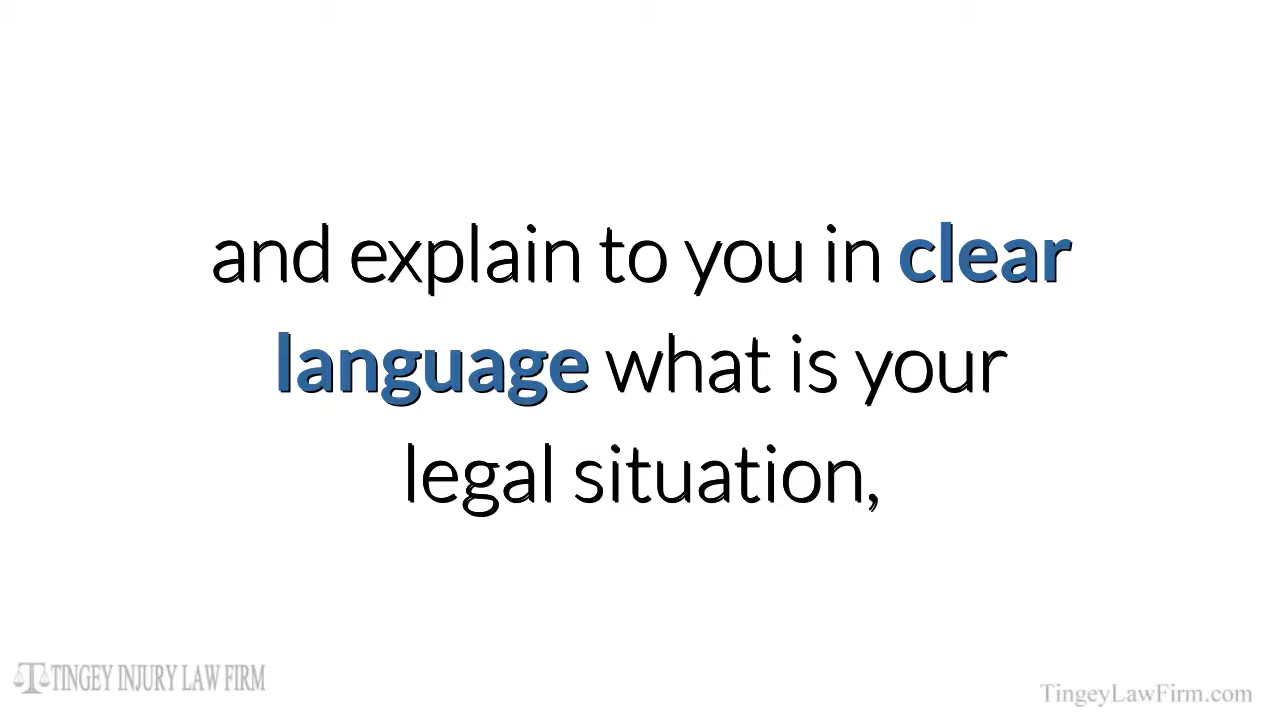 and explain to you in clear
language what is your
legal situation,
TINGEY INJURY LAW FIRM
TingeyLawFirm.com